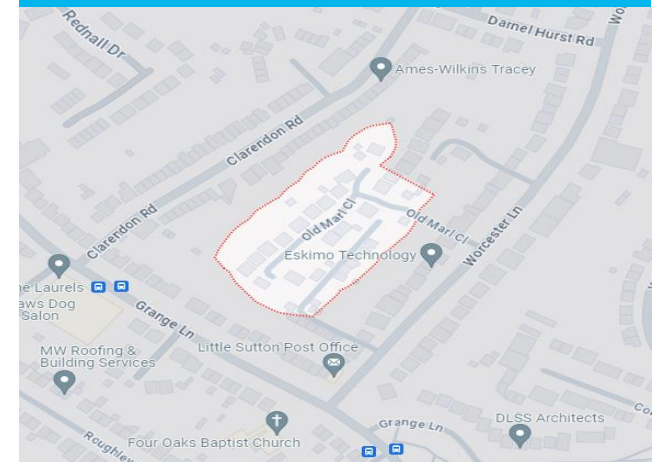 Rednall Dr
Darnel Hurst Rd
Ames-Wilkins Tracey
Clarendon Rd
Old Marl Cl
Old Marl Cl
Worcester Ln
Clarendon Rd
Eskimo Technology
e Laurels
aws Dog
Salon
Grange Ln
Little Sutton Post Office
MW Roofing &
Building Services
Grange Ln
DLSS Architects
Four Oaks Baptist Church
Roughley